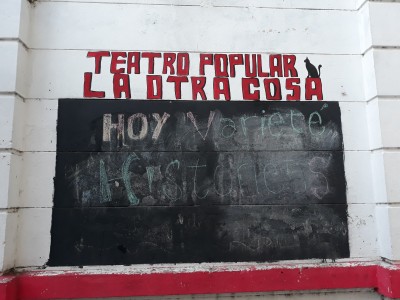 TEATRO POPULAR
LA OTRA COSA
HOY Varieté